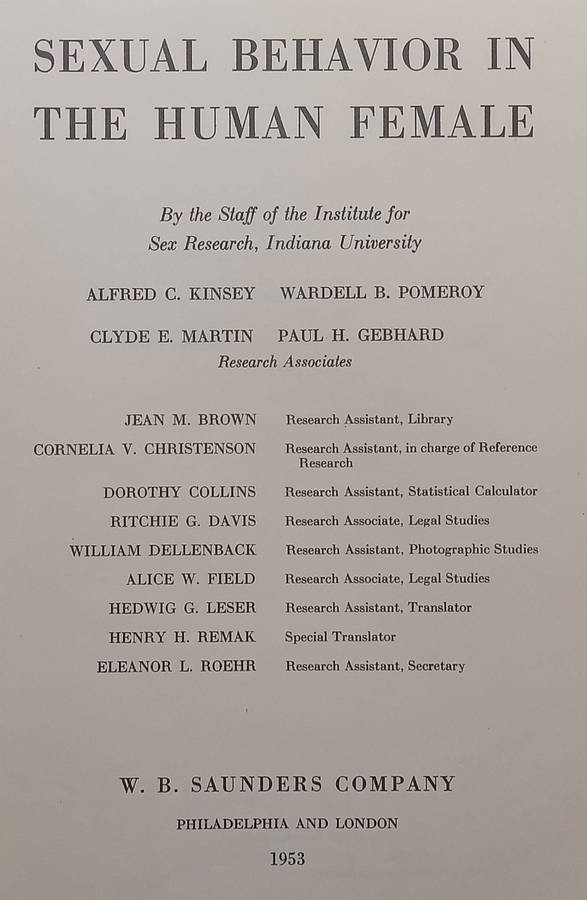 SEXUAL BEHAVIOR IN
THE HUMAN FEMALE
By the Staff of the Institute for
Sex Research, Indiana University
ALFRED C. KINSEY WARDELL B. POMEROY
CLYDE E. MARTIN PAUL H. GEBHARD
Research Associates
JEAN M. BROWN Research Assistant, Library
CORNELIA V. CHRISTENSON Research Assistant, in charge of Reference
Research
DOROTHY COLLINS Research Assistant, Statistical Calculator
RITCHIE G. DAVIS Research Associate, Legal Studies
WILLIAM DELLENBACK Research Assistant, Photographic Studies
ALICE W. FIELD Research Associate, Legal Studies
HEDWIG G. LESER Research Assistant, Translator
HENRY H. REMAK Special Translator
ELEANOR L. ROEHR Research Assistant, Secretary
W. B. SAUNDERS COMPANY
PHILADELPHIA AND LONDON
1953